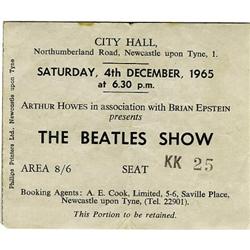 CITY HALL,
Northumberland Road, Newcastle upon Tyne, 1.
SATURDAY, 4th DECEMBER, 1965
at 6.30 p.m.
ARTHUR HOWES in association with BRIAN EPSTEIN
presents
THE BEATLES SHOW
AREA 8/6 SEAT KK 25
Booking Agents: A. E. Cook, Limited, 5-6, Saville Place,
Newcastle upon Tyne, (Tel. 22901).
This Portion to be retained.
Philips Printers Ltd. Newcastle upon Tyne